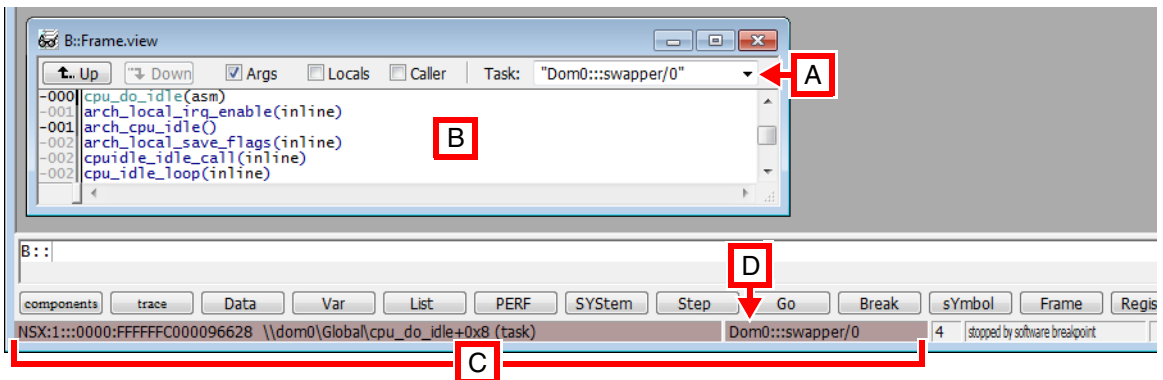 B::Frame.view
Up Down Args Locals Caller Task: "Dom0:::swapper/0" A
-000 cpu_do_idle(asm)
-001 arch_local_irq_enable(inline)
-001 arch_cpu_idle()
-002 arch_local_save_flags(inline)
-002 cpuidle_idle_call(inline)
-002 cpu_idle_loop(inline)
B
B::
D
components trace Data Var List PERF SYStem Step Go Break sYmbol Frame Regis
NSX:1:::0000:FFFFFFC000096628 \\dom0\Global\cpu_do_idle+0x8 (task) Dom0:::swapper/0 4 stopped by software breakpoint
C